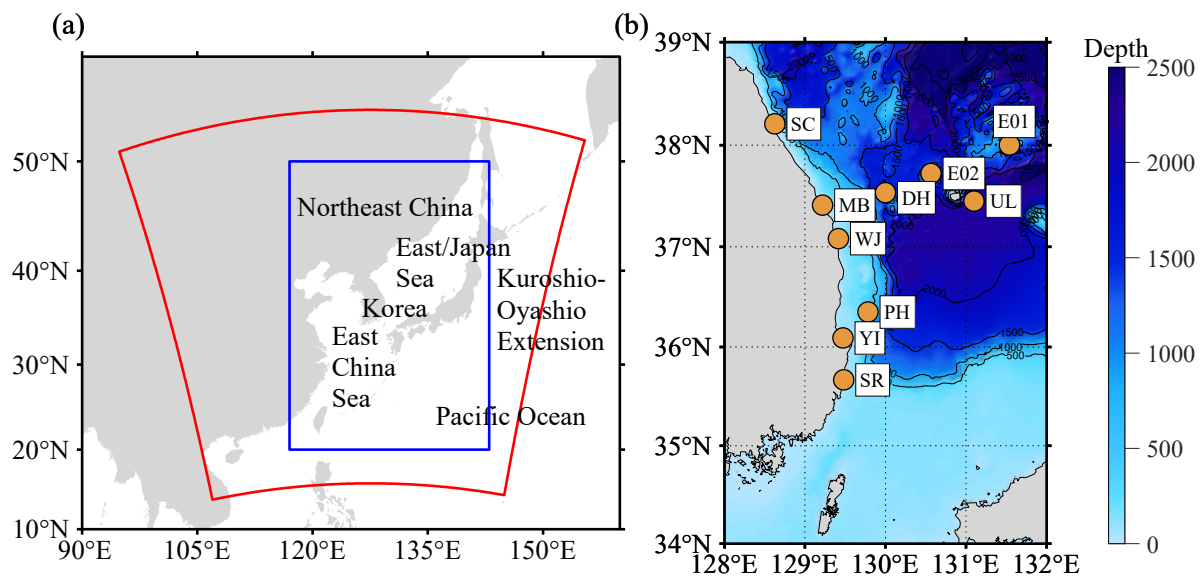 (a)
50°N
40°N
30°N
20°N
10°N
90°E
105°E
120°E
135°E
150°E
Northeast China
East/Japan
Sea
Korea
East
China
Sea
Kuroshio-
Oyashio
Extension
Pacific Ocean
(b)
39°N
38°N
37°N
36°N
35°N
34°N
128°E
129°E
130°E
131°E
132°E
SC
E01
E02
DH
UL
MB
WJ
PH
YI
SR
2000
1500
1000
500
Depth
2500
2000
1500
1000
500
0